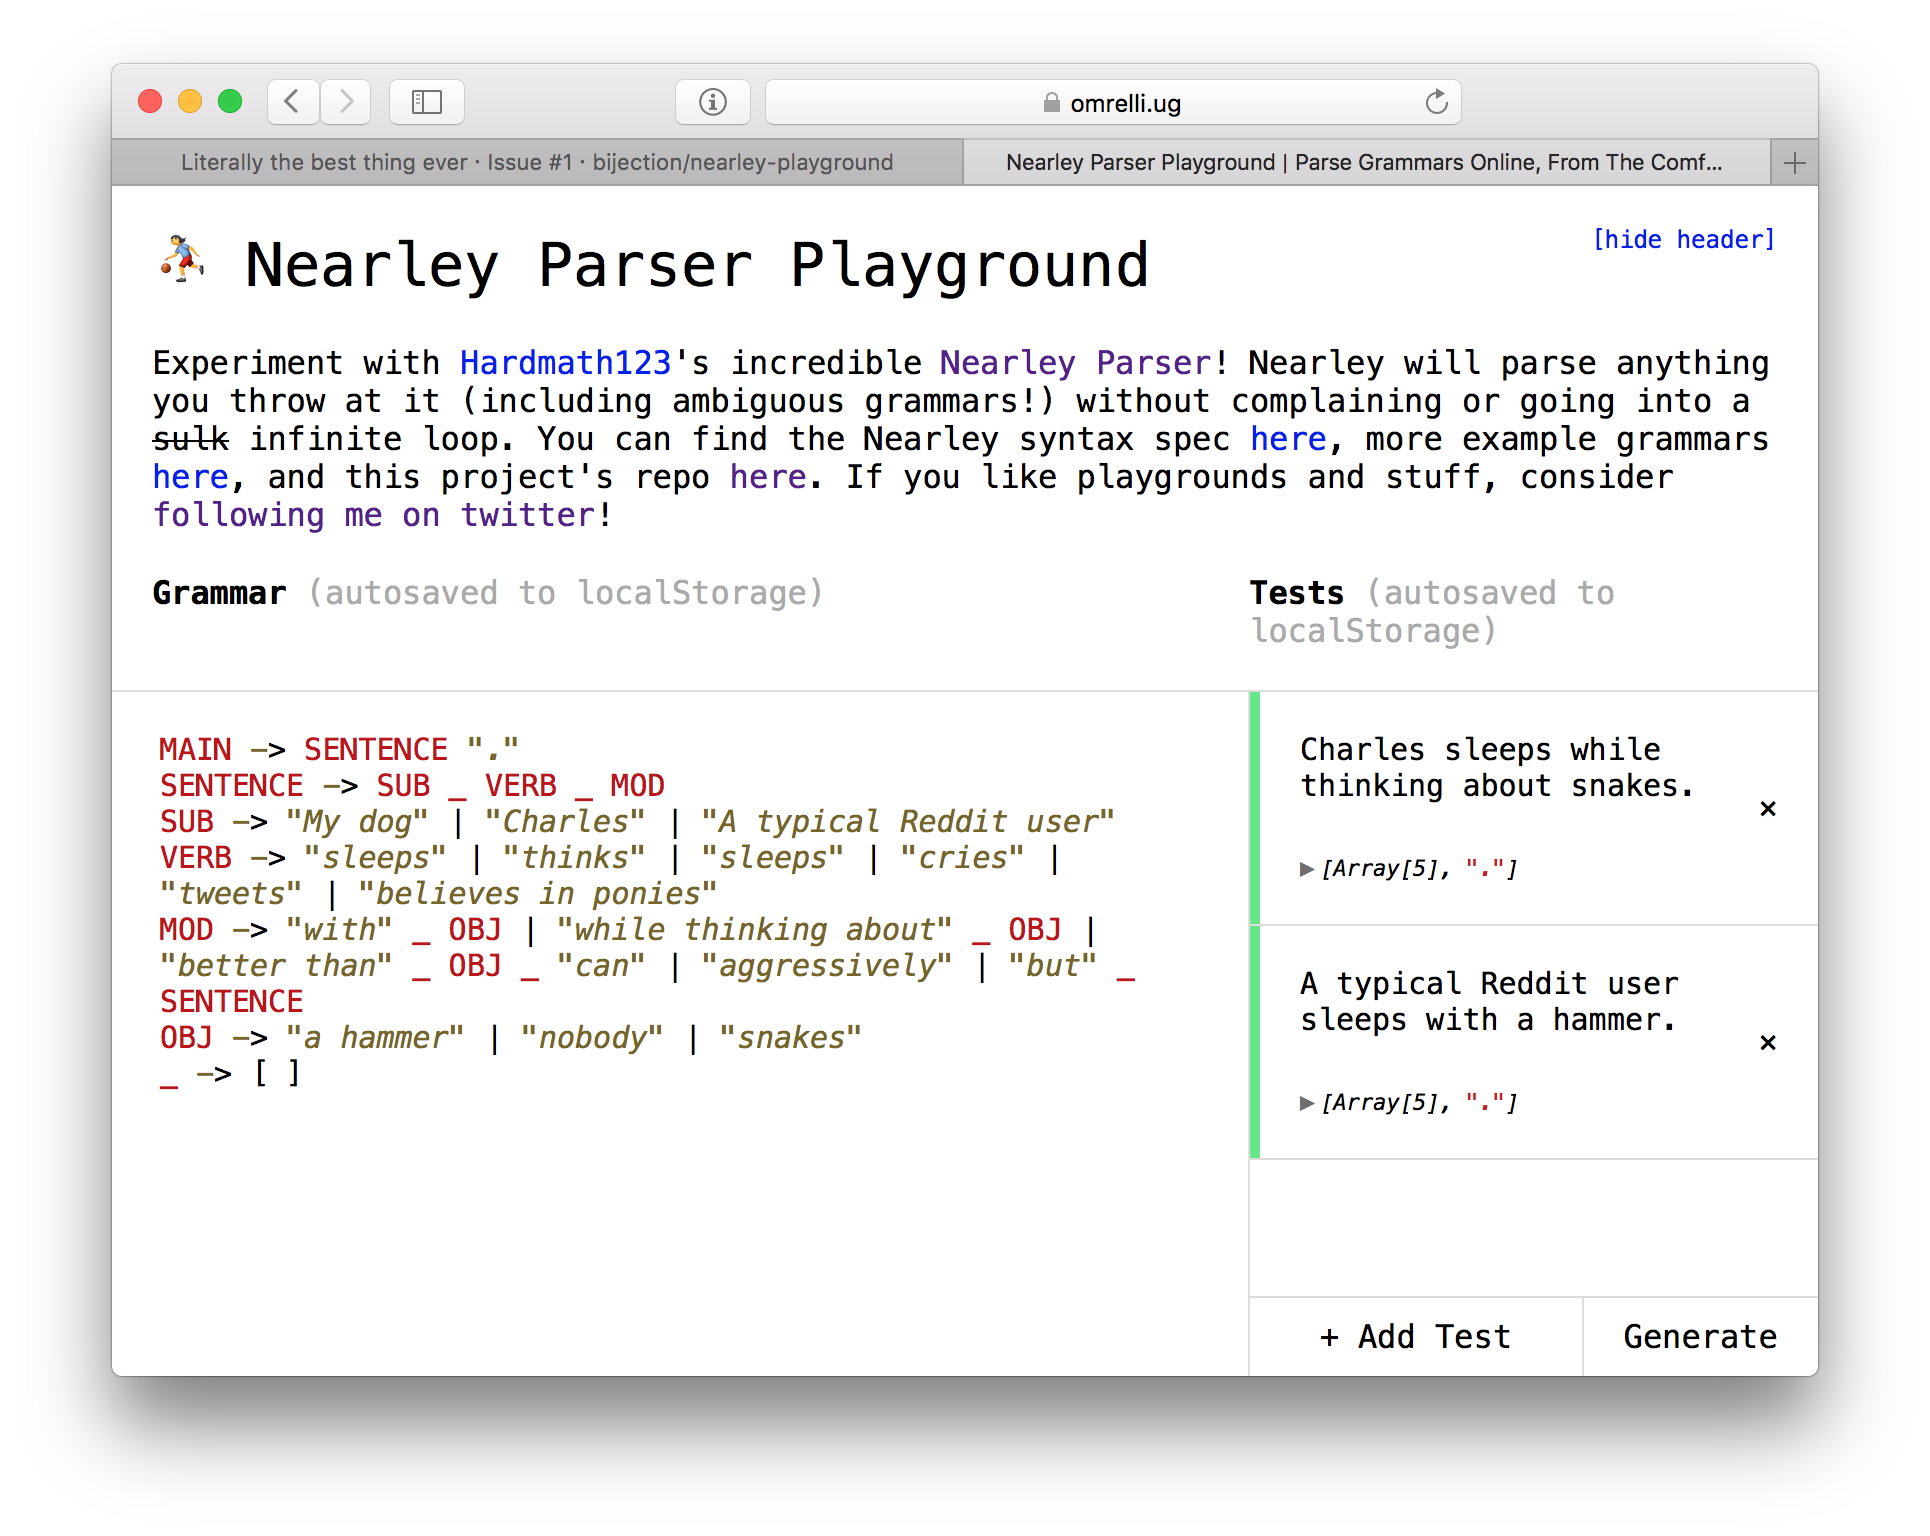 omrelli.ug
Literally the best thing ever · Issue #1 · bijection/nearley-playground
Nearley Parser Playground | Parse Grammars Online, From The Comf...
Nearley Parser Playground
[hide header]
Experiment with Hardmath123's incredible Nearley Parser! Nearley will parse anything
you throw at it (including ambiguous grammars!) without complaining or going into a
sulk infinite loop. You can find the Nearley syntax spec here, more example grammars
here, and this project's repo here. If you like playgrounds and stuff, consider
following me on twitter!
Grammar (autosaved to localStorage)
Tests (autosaved to
localStorage)
MAIN -> SENTENCE "."
SENTENCE -> SUB _ VERB _ MOD
SUB -> "My dog" | "Charles" | "A typical Reddit user"
VERB -> "sleeps" | "thinks" | "sleeps" | "cries" |
"tweets" | "believes in ponies"
MOD -> "with" _ OBJ | "while thinking about" _ OBJ |
"better than" _ OBJ _ "can" | "aggressively" | "but" _
SENTENCE
OBJ -> "a hammer" | "nobody" | "snakes"
_ -> [ ]
Charles sleeps while
thinking about snakes.
×
▶ [Array[5], "."]
A typical Reddit user
sleeps with a hammer.
×
▶ [Array[5], "."]
+ Add Test
Generate